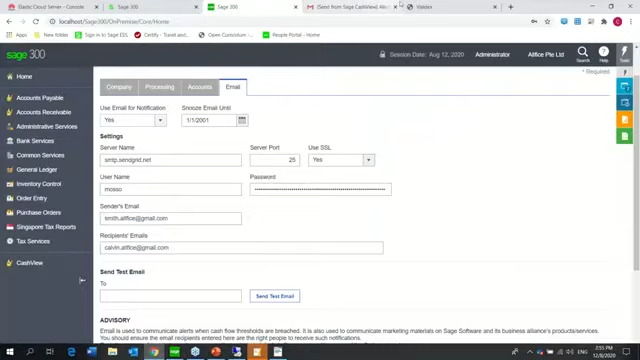 Elastic Cloud Server - Console
Sage 300
Sage 300
(Send from Sage CashView) Alert
Valdex
localhost/Sage300/OnPremise/Core/Home
Apps
New folder
Sign in to Sage ESS
Open Curriculum -
People Portal - Home
sage 300
Session Date: Aug 12, 2020
Administrator
Allfice Pte Ltd
Search
Help
Tools
Home
Accounts Payable
Accounts Receivable
Administrative Services
Bank Services
Common Services
General Ledger
Inventory Control
Order Entry
Purchase Orders
Singapore Tax Reports
Tax Services
CashView
* Required
Company
Processing
Accounts
Email
Use Email for Notification
Snooze Email Until
Yes
1/1/2001
Settings
Server Name
Server Port
Use SSL
smtp.sendgrid.net
25
Yes
User Name
Password
mosso
Sender's Email
smith.allfice@gmail.com
Recipients' Emails
calvin.allfice@gmail.com
Send Test Email
To
Send Test Email
ADVISORY
Email is used to communicate alerts when cash flow thresholds are breached. It is also used to communicate marketing materials on Sage Software and its business alliance's product/services.
You should ensure the email recipients entered here are the right people to receive such notifications.
ENG
7:55 PM
12/8/2020